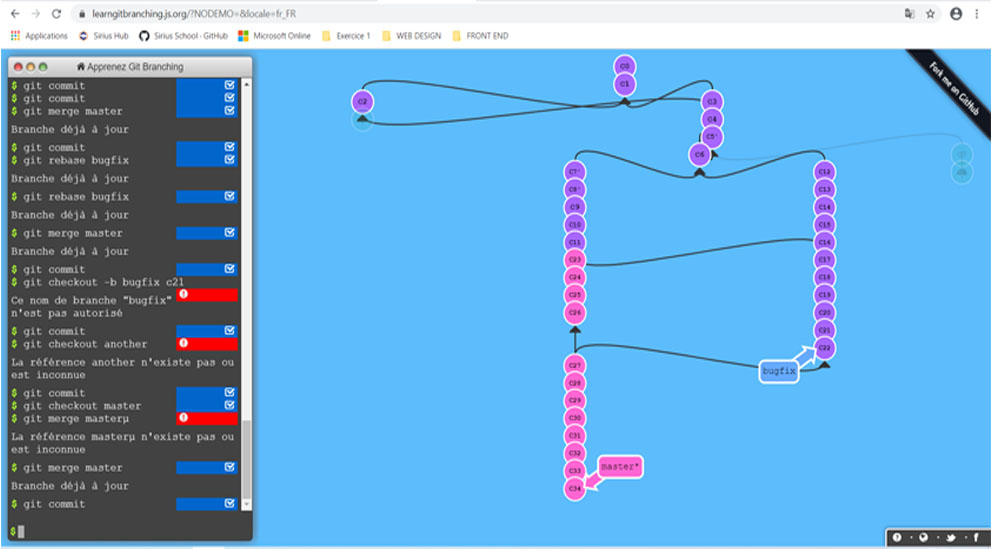 learngitbranching.js.org/?NODEMO=&locale=fr_FR
Applications
Sirius Hub
Sirius School · GitHub
Microsoft Online
Exercice 1
WEB DESIGN
FRONT END
Apprenez Git Branching
$ git commit
$ git commit
$ git merge master
Branche déjà à jour
$ git commit
$ git rebase bugfix
Branche déjà à jour
$ git rebase bugfix
Branche déjà à jour
$ git merge master
Branche déjà à jour
$ git commit
$ git checkout -b bugfix c21
Ce nom de branche "bugfix"
n'est pas autorisé
$ git commit
$ git checkout another
La référence another n'existe pas ou
est inconnue
$ git commit
$ git checkout master
$ git merge masterµ
La référence masterµ n'existe pas ou
est inconnue
$ git merge master
Branche déjà à jour
$ git commit
$
C0
C1
C2
C3
C4
C5'
C6
C7'
C8'
C9
C10
C11
C23
C24
C25
C26
C27
C28
C29
C30
C31
C32
C33
C34
master*
C12
C13
C14
C15
C16
C17
C18
C19
C20
C21
C22
bugfix
Fork me on GitHub